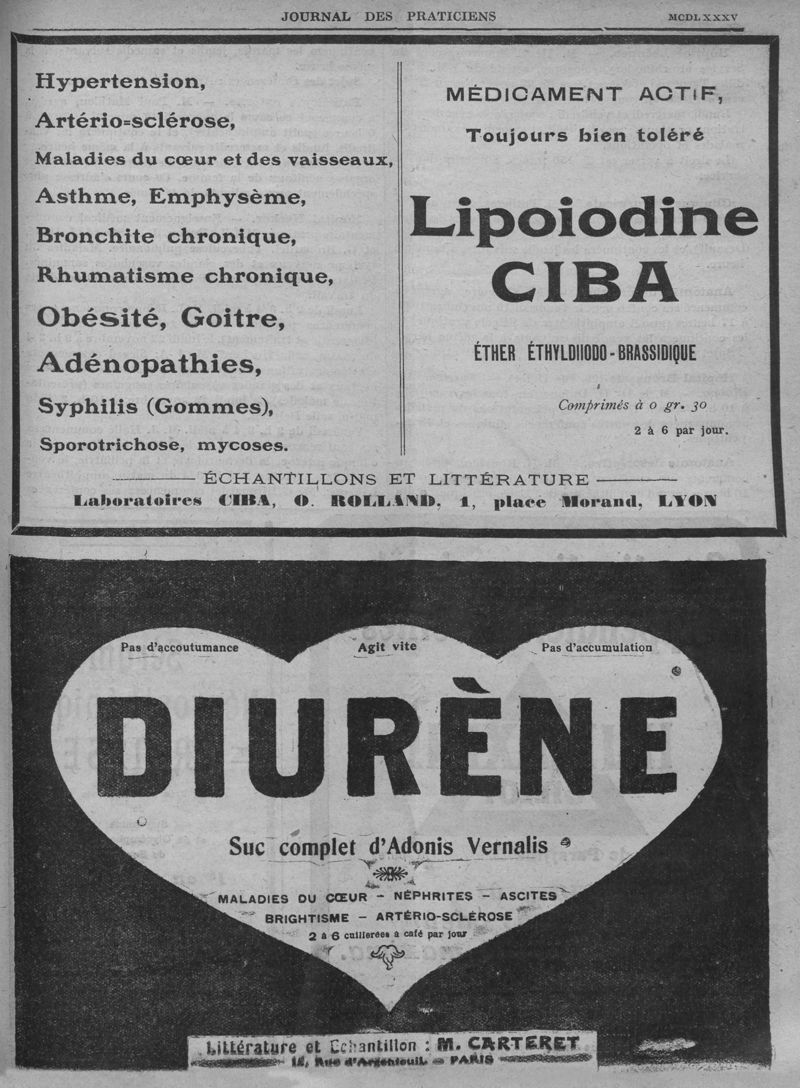 JOURNAL DES PRATICIENS
MCDLXXXV
Hypertension,
Artério-sclérose,
Maladies du cœur et des vaisseaux,
Asthme, Emphysème,
Bronchite chronique,
Rhumatisme chronique,
Obésité, Goitre,
Adénopathies,
Syphilis (Gommes),
Sporotrichose, mycoses.
MÉDICAMENT ACTIF,
Toujours bien toléré
Lipoiodine
CIBA
ÉTHER ÉTHYLDIIODO-BRASSIDIQUE
Comprimés à 0 gr. 30
2 à 6 par jour.
ÉCHANTILLONS ET LITTÉRATURE
Laboratoires CIBA, O. ROLLAND, 1, place Morand, LYON
Pas d'accoutumance
Agit vite
Pas d'accumulation
DIURÈNE
Suc complet d'Adonis Vernalis
MALADIES DU CŒUR - NÉPHRITES - ASCITES
BRIGHTISME - ARTÉRIO-SCLÉROSE
2 à 6 cuillerées à café par jour
Littérature et Echantillon : M. CARTERET
15, Rue d'Argenteuil - PARIS